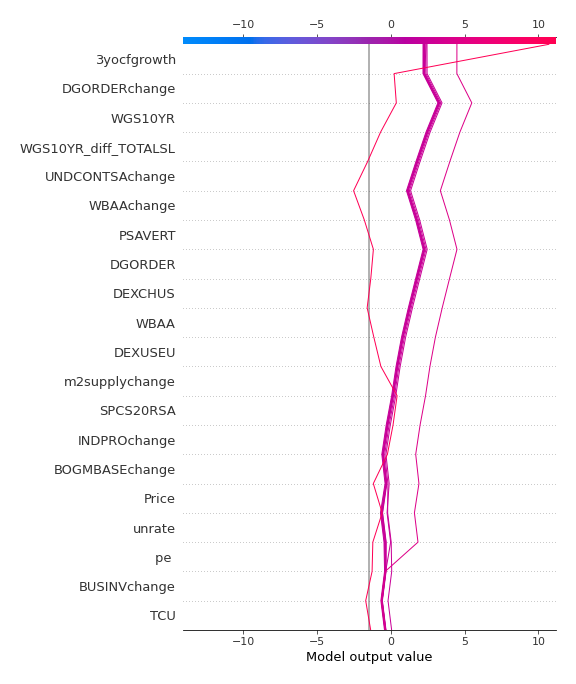 −10 −5 0 5 10
3yocfgrowth
DGORDERchange
WGS10YR
WGS10YR_diff_TOTALSL
UNDCONTSAchange
WBAAchange
PSAVERT
DGORDER
DEXCHUS
WBAA
DEXUSEU
m2supplychange
SPCS20RSA
INDPROchange
BOGMBASEchange
Price
unrate
pe
BUSINVchange
TCU
−10 −5 0 5 10
Model output value